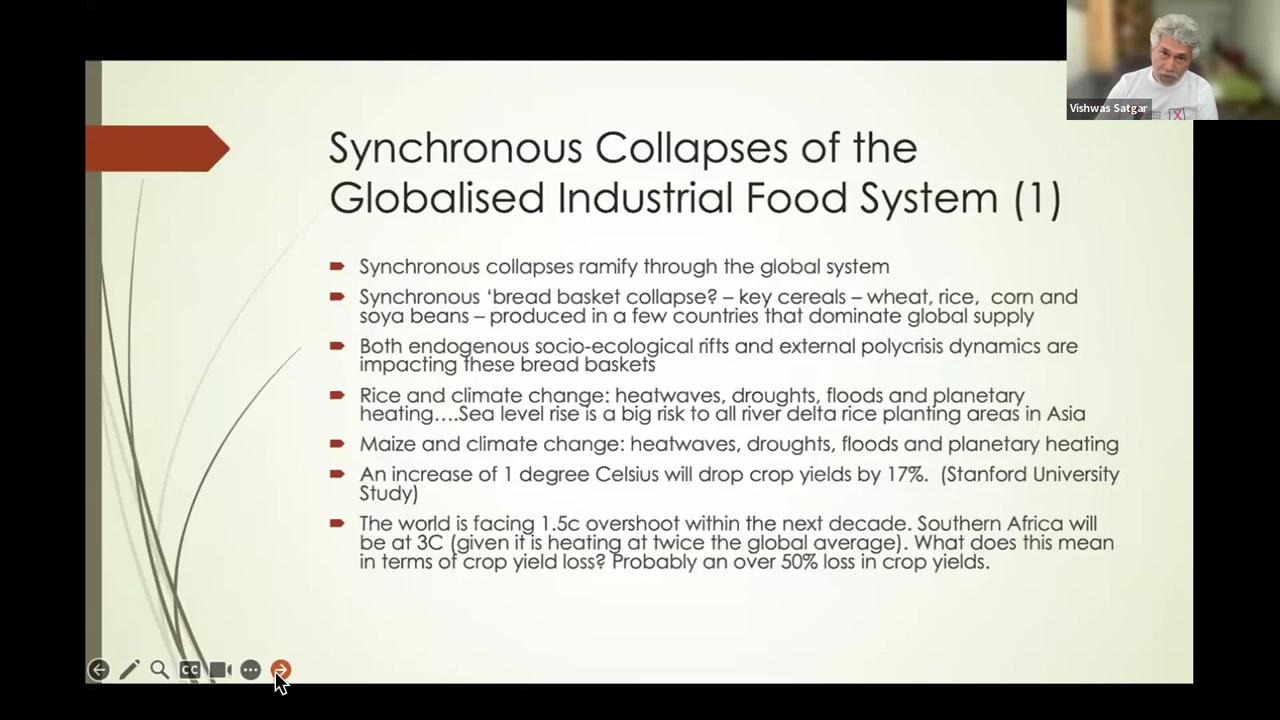 Vishwas Satgar
Synchronous Collapses of the
Globalised Industrial Food System (1)
Synchronous collapses ramify through the global system
Synchronous ‘bread basket collapse? – key cereals – wheat, rice, corn and
soya beans – produced in a few countries that dominate global supply
Both endogenous socio-ecological rifts and external polycrisis dynamics are
impacting these bread baskets
Rice and climate change: heatwaves, droughts, floods and planetary
heating….Sea level rise is a big risk to all river delta rice planting areas in Asia
Maize and climate change: heatwaves, droughts, floods and planetary heating
An increase of 1 degree Celsius will drop crop yields by 17%. (Stanford University
Study)
The world is facing 1.5c overshoot within the next decade. Southern Africa will
be at 3C (given it is heating at twice the global average). What does this mean
in terms of crop yield loss? Probably an over 50% loss in crop yields.
CC